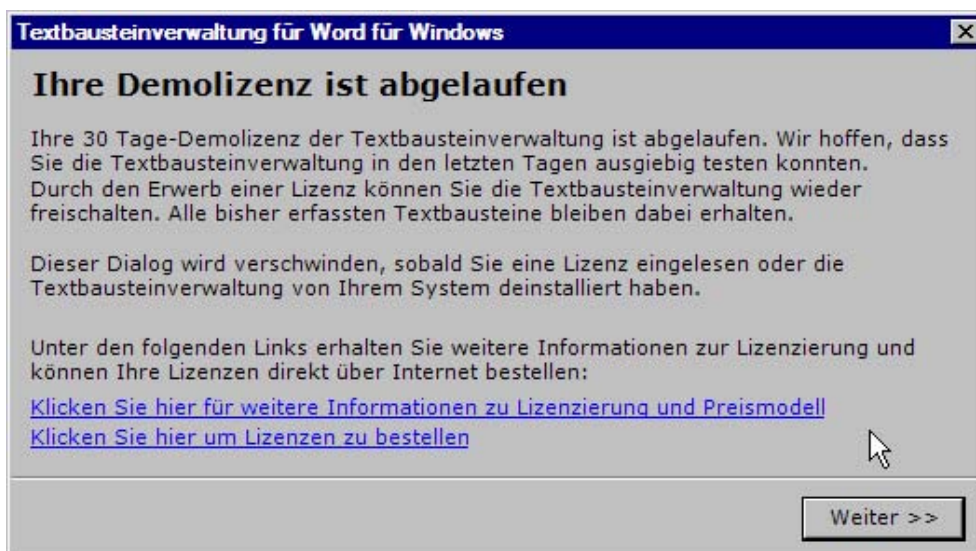 Textbausteinverwaltung für Word für Windows
Ihre Demolizenz ist abgelaufen
Ihre 30 Tage-Demolizenz der Textbausteinverwaltung ist abgelaufen. Wir hoffen, dass
Sie die Textbausteinverwaltung in den letzten Tagen ausgiebig testen konnten.
Durch den Erwerb einer Lizenz können Sie die Textbausteinverwaltung wieder
freischalten. Alle bisher erfassten Textbausteine bleiben dabei erhalten.
Dieser Dialog wird verschwinden, sobald Sie eine Lizenz eingelesen oder die
Textbausteinverwaltung von Ihrem System deinstalliert haben.
Unter den folgenden Links erhalten Sie weitere Informationen zur Lizenzierung und
können Ihre Lizenzen direkt über Internet bestellen:
Klicken Sie hier für weitere Informationen zu Lizenzierung und Preismodell
Klicken Sie hier um Lizenzen zu bestellen
Weiter >>